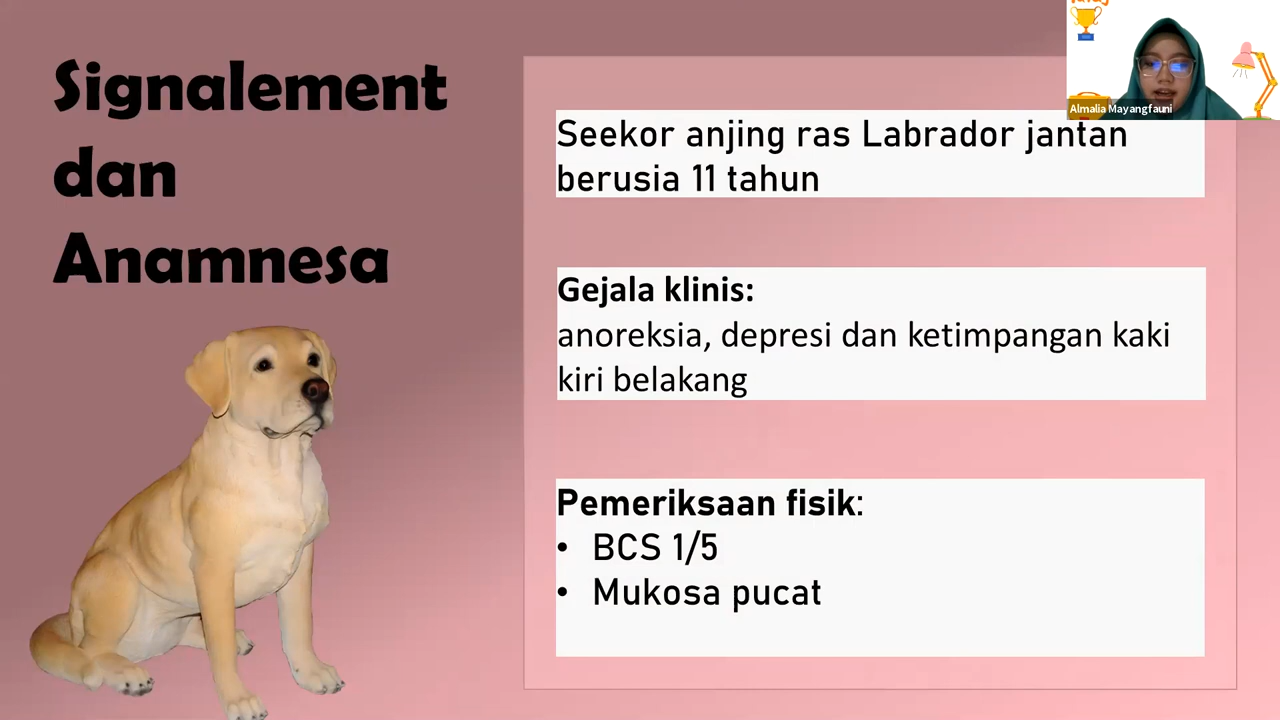 Signalement
dan
Anamnesa
Seekor anjing ras Labrador jantan
berusia 11 tahun
Gejala klinis:
anoreksia, depresi dan ketimpangan kaki
kiri belakang
Pemeriksaan fisik:
• BCS 1/5
• Mukosa pucat
Almalia Mayangfauni